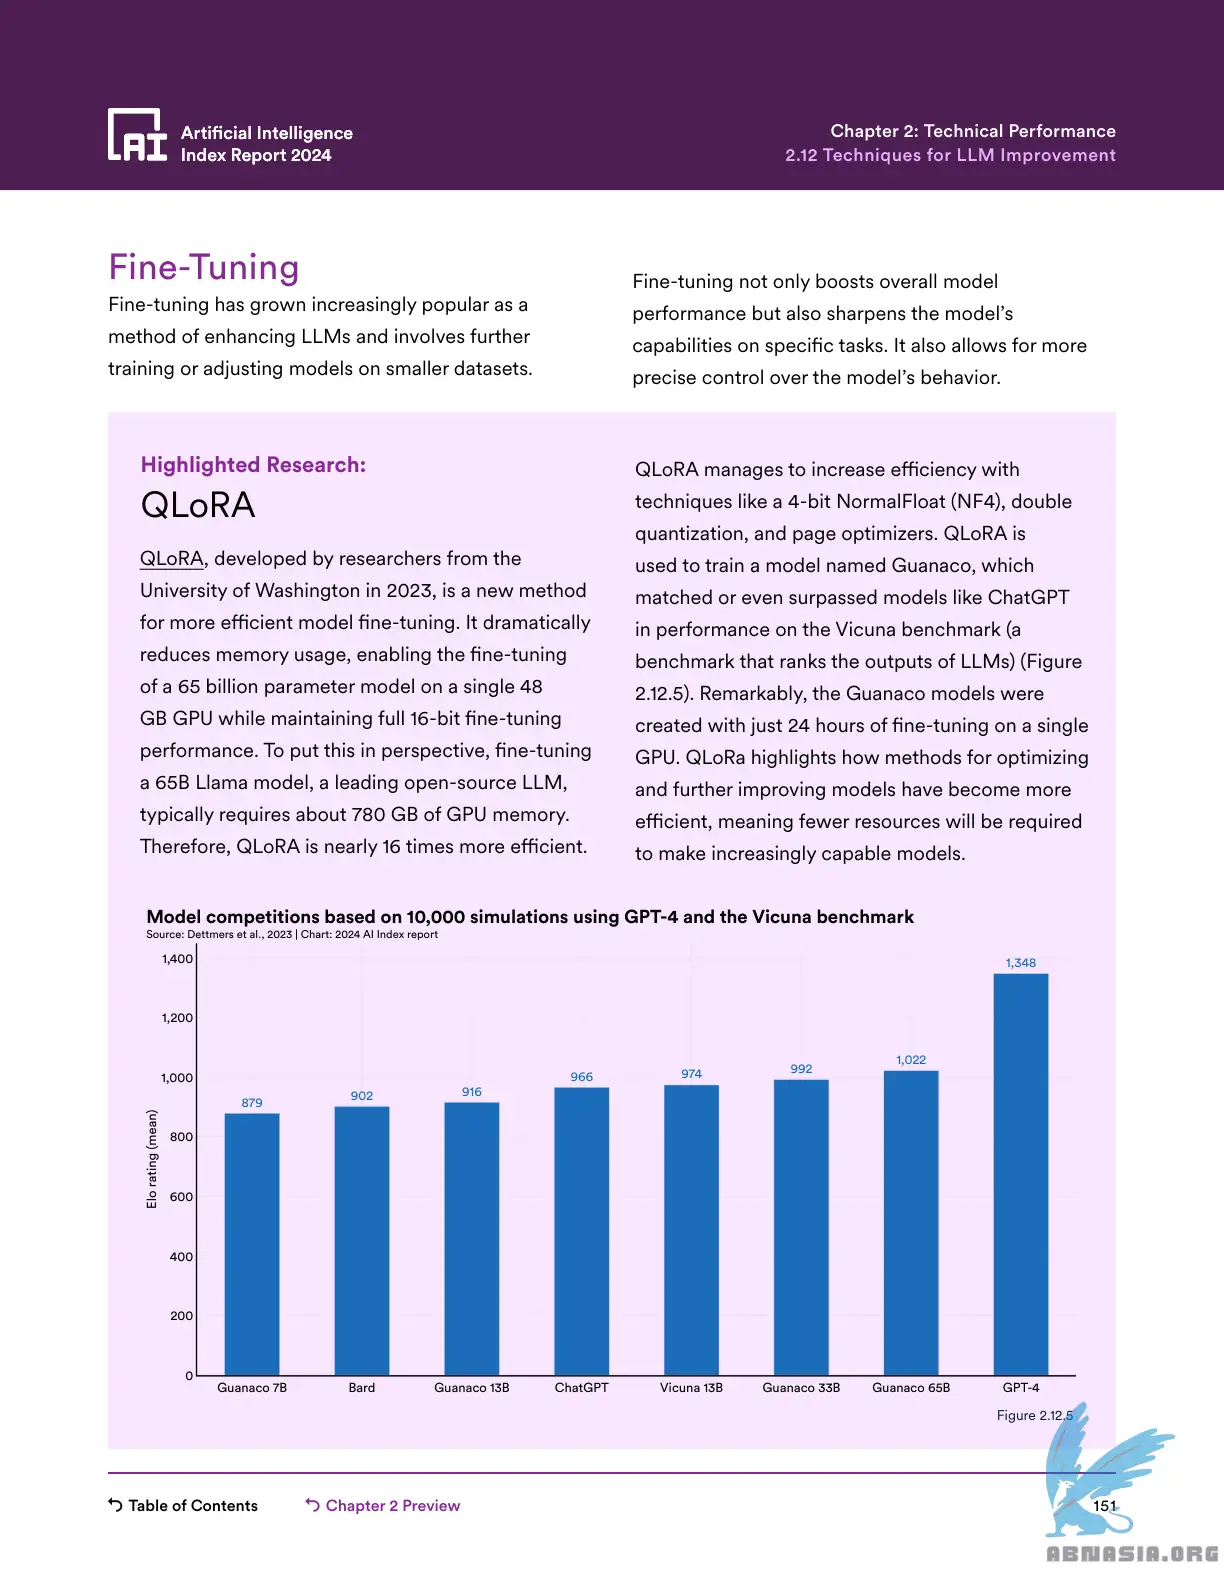 Artificial Intelligence
Index Report 2024
Chapter 2: Technical Performance
2.12 Techniques for LLM Improvement
Fine-Tuning
Fine-tuning has grown increasingly popular as a
method of enhancing LLMs and involves further
training or adjusting models on smaller datasets.
Fine-tuning not only boosts overall model
performance but also sharpens the model’s
capabilities on specific tasks. It also allows for more
precise control over the model’s behavior.
Highlighted Research:
QLoRA
QLoRA, developed by researchers from the
University of Washington in 2023, is a new method
for more efficient model fine-tuning. It dramatically
reduces memory usage, enabling the fine-tuning
of a 65 billion parameter model on a single 48
GB GPU while maintaining full 16-bit fine-tuning
performance. To put this in perspective, fine-tuning
a 65B Llama model, a leading open-source LLM,
typically requires about 780 GB of GPU memory.
Therefore, QLoRA is nearly 16 times more efficient.
QLoRA manages to increase efficiency with
techniques like a 4-bit NormalFloat (NF4), double
quantization, and page optimizers. QLoRA is
used to train a model named Guanaco, which
matched or even surpassed models like ChatGPT
in performance on the Vicuna benchmark (a
benchmark that ranks the outputs of LLMs) (Figure
2.12.5). Remarkably, the Guanaco models were
created with just 24 hours of fine-tuning on a single
GPU. QLoRa highlights how methods for optimizing
and further improving models have become more
efficient, meaning fewer resources will be required
to make increasingly capable models.
Model competitions based on 10,000 simulations using GPT-4 and the Vicuna benchmark
Source: Dettmers et al., 2023 | Chart: 2024 AI Index report
1,400
1,200
1,000
800
600
400
200
0
Elo rating (mean)
879
902
916
966
974
992
1,022
1,348
Guanaco 7B
Bard
Guanaco 13B
ChatGPT
Vicuna 13B
Guanaco 33B
Guanaco 65B
GPT-4
Figure 2.12.5
Table of Contents
Chapter 2 Preview
151
ABNASIA.ORG